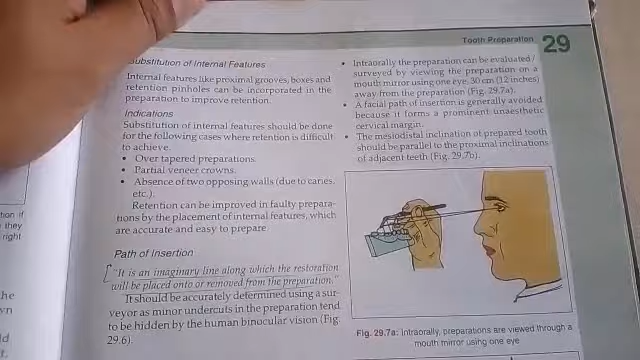 Tooth Preparation 29
Substitution of Internal Features
Internal features like proximal grooves, boxes and
retention pinholes can be incorporated in the
preparation to improve retention.
Indications
Substitution of internal features should be done
for the following cases where retention is difficult
to achieve.
• Over tapered preparations.
• Partial veneer crowns.
• Absence of two opposing walls (due to caries,
etc.).
Retention can be improved in faulty prepara-
tions by the placement of internal features, which
are accurate and easy to prepare
Path of Insertion
"It is an imaginary line along which the restoration
will be placed onto or removed from the preparation."
It should be accurately determined using a sur-
veyor as minor undercuts in the preparation tend
to be hidden by the human binocular vision (Fig.
29.6).
• Intraorally the preparation can be evaluated/
surveyed by viewing the preparation on a
mouth mirror using one eye, 30 cm (12 inches)
away from the preparation (Fig. 29.7a).
• A facial path of insertion is generally avoided
because it forms a prominent unaesthetic
cervical margin.
• The mesiodistal inclination of prepared tooth
should be parallel to the proximal inclinations
of adjacent teeth (Fig. 29.7b).
Fig. 29.7a: Intraorally, preparations are viewed through a
mouth mirror using one eye
they
right